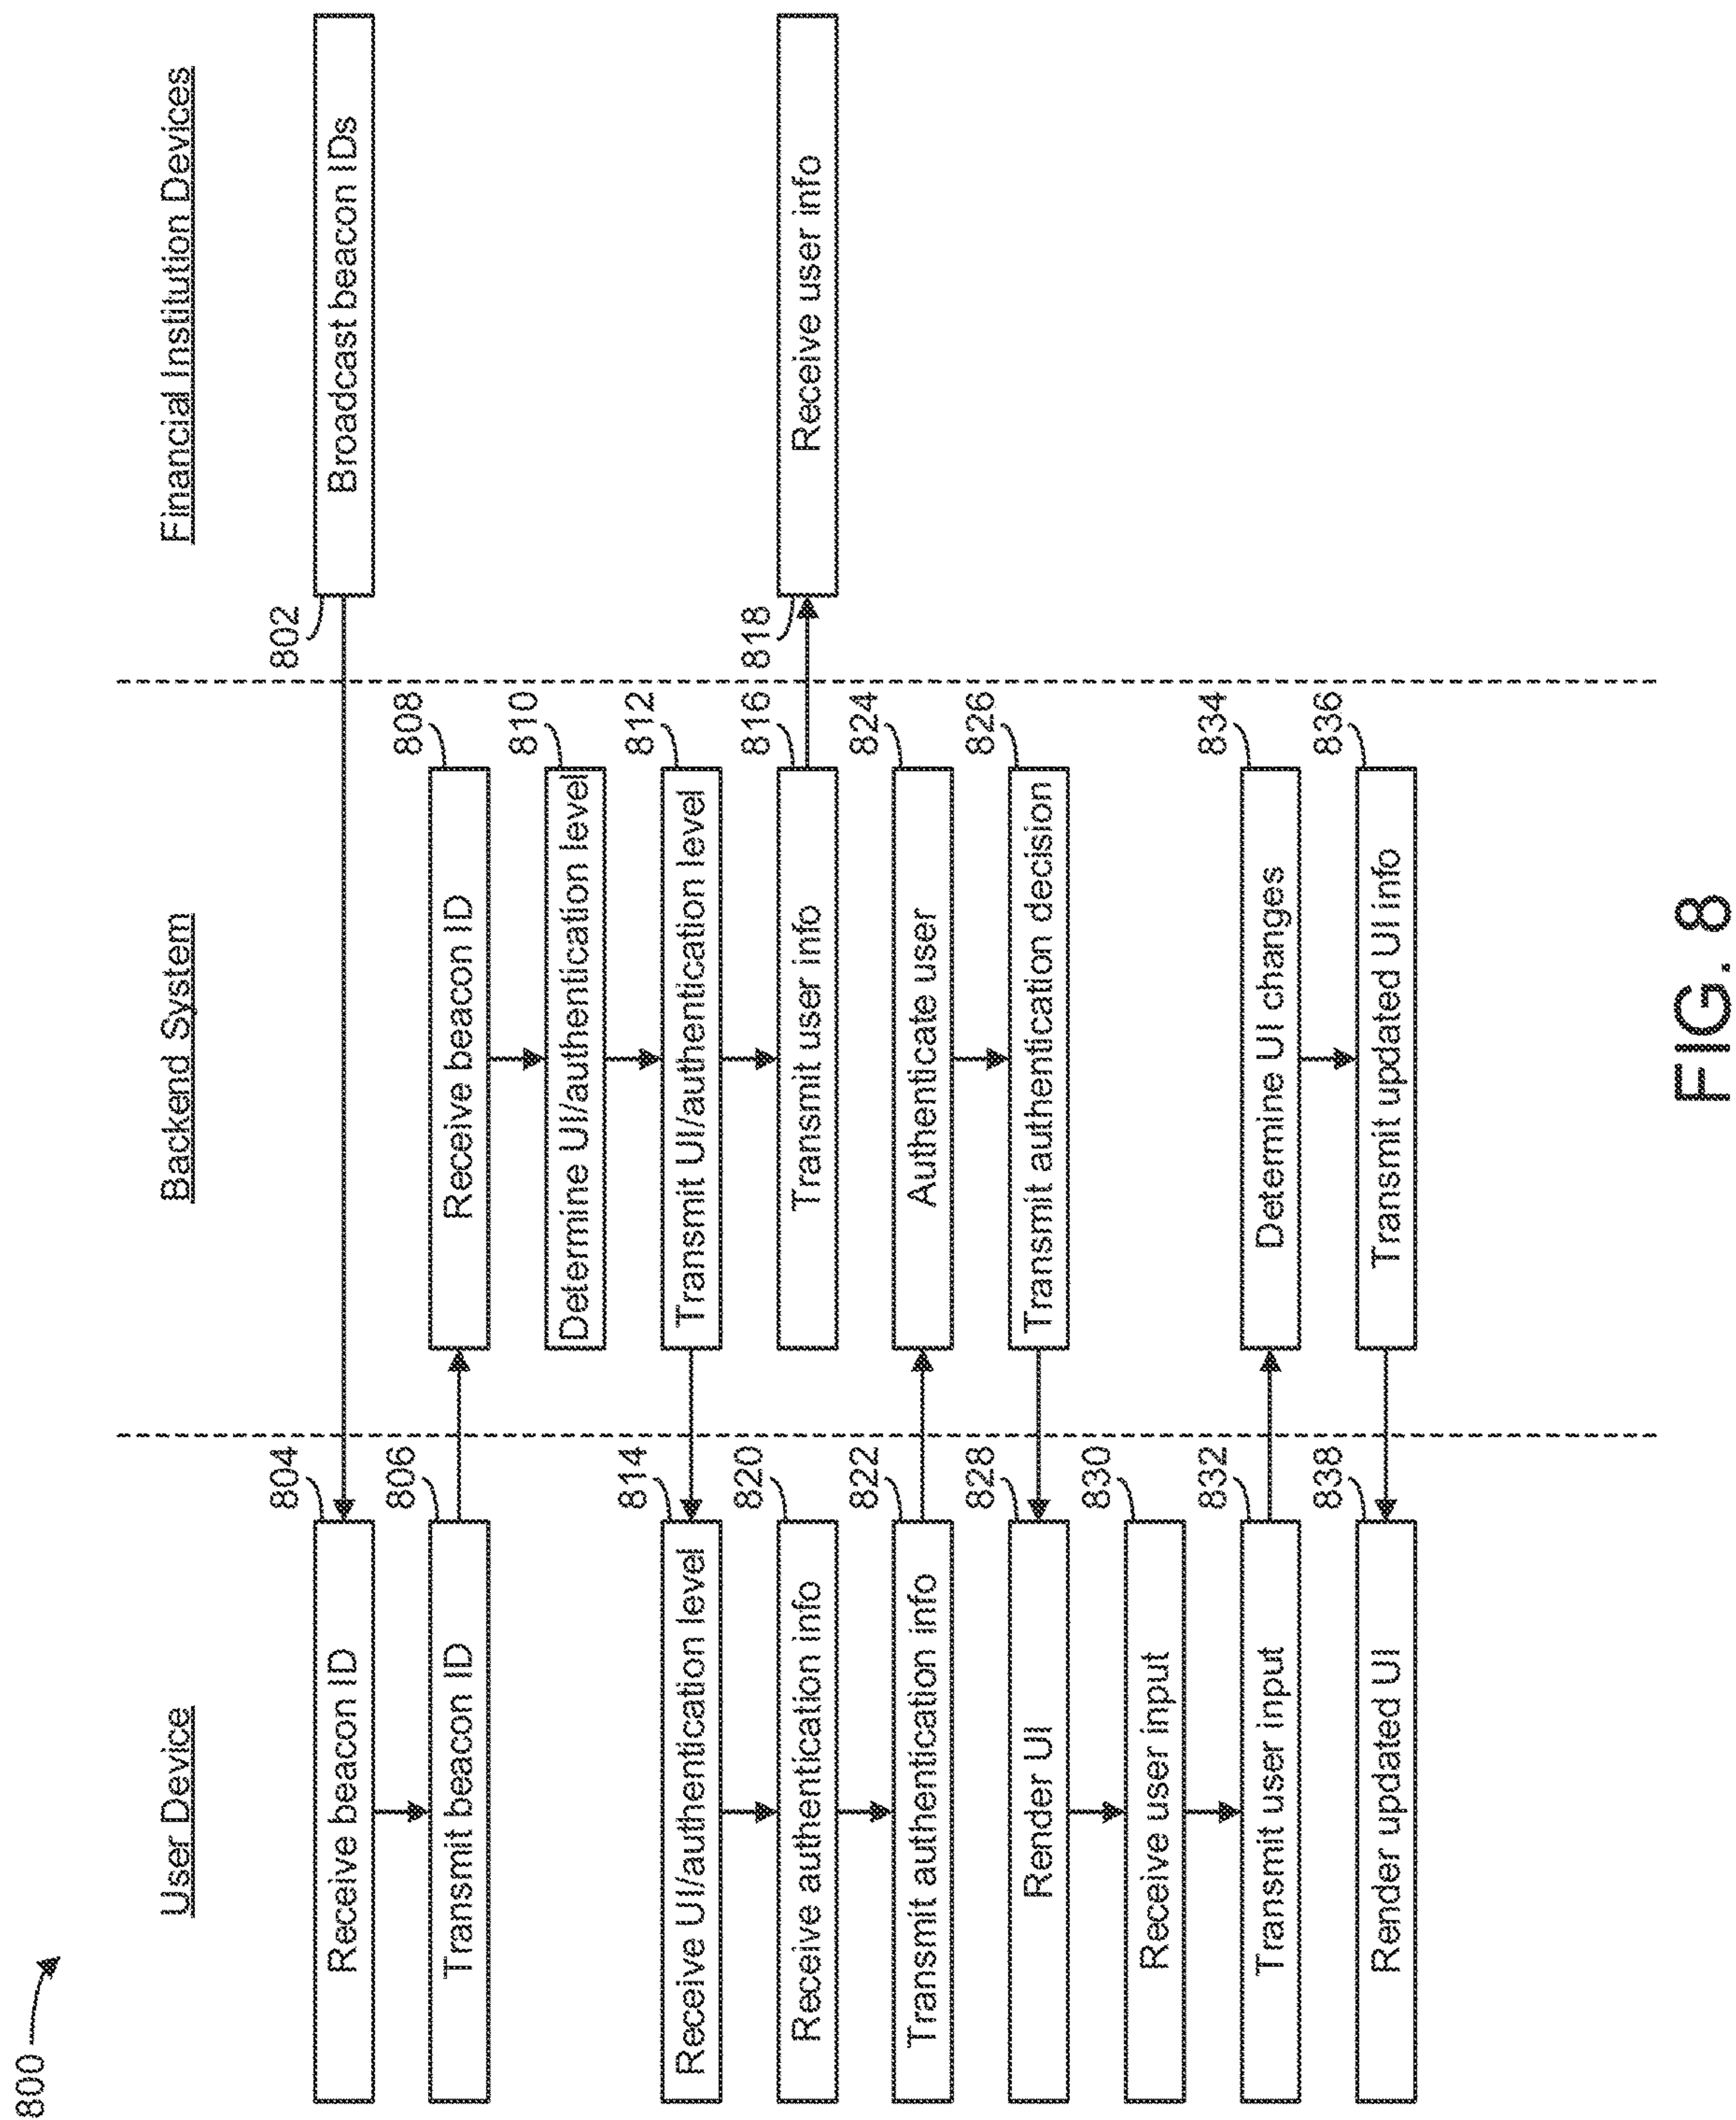 800
User Device
Backend System
Financial Institution Devices
802
Broadcast beacon IDs
804
Receive beacon ID
806
Transmit beacon ID
808
Receive beacon ID
810
Determine UI/authentication level
812
Transmit UI/authentication level
814
Receive UI/authentication level
816
Transmit user info
818
Receive user info
820
Receive authentication info
822
Transmit authentication info
824
Authenticate user
826
Transmit authentication decision
828
Render UI
830
Receive user input
832
Transmit user input
834
Determine UI changes
836
Transmit updated UI info
838
Render updated UI
FIG. 8